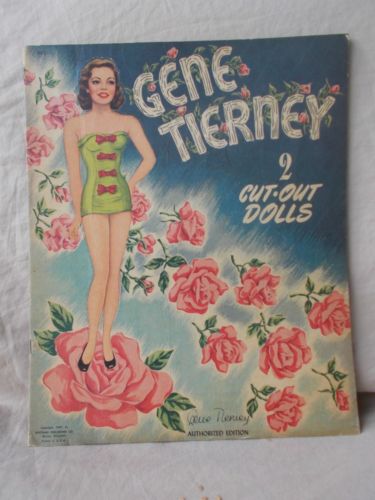 GENE
TIERNEY
2
CUT-OUT
DOLLS
Gene Tierney
AUTHORIZED EDITION